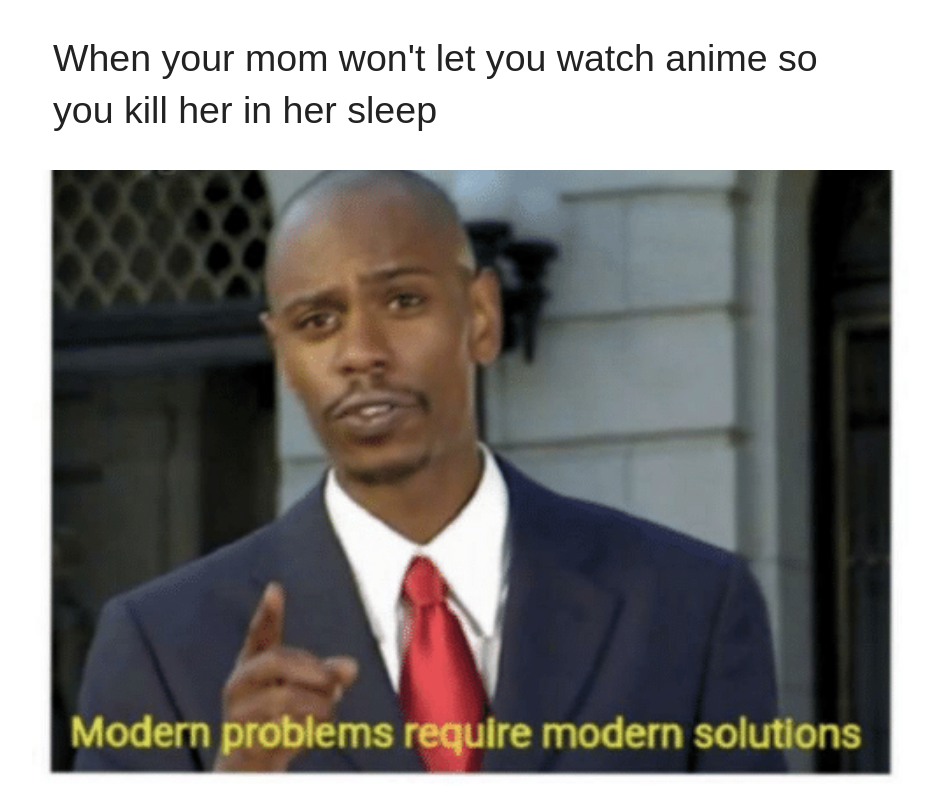 When your mom won't let you watch anime so
you kill her in her sleep
Modern problems require modern solutions